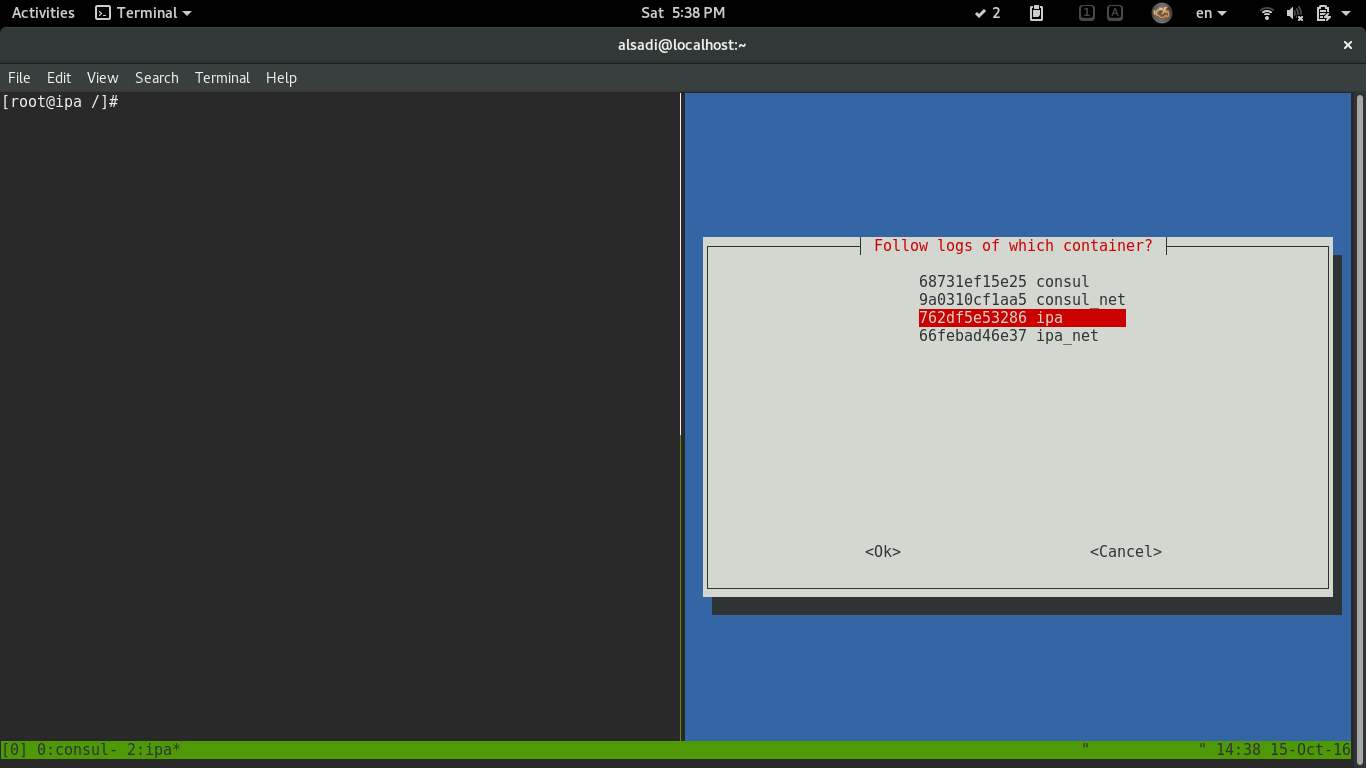 Activities Terminal Sat 5:38 PM 2 1 A en
alsadi@localhost:~ ×
File Edit View Search Terminal Help
[root@ipa /]#
Follow logs of which container?
68731ef15e25 consul
9a0310cf1aa5 consul_net
762df5e53286 ipa
66febad46e37 ipa_net
<Ok> <Cancel>
[0] 0:consul- 2:ipa* " " 14:38 15-Oct-16